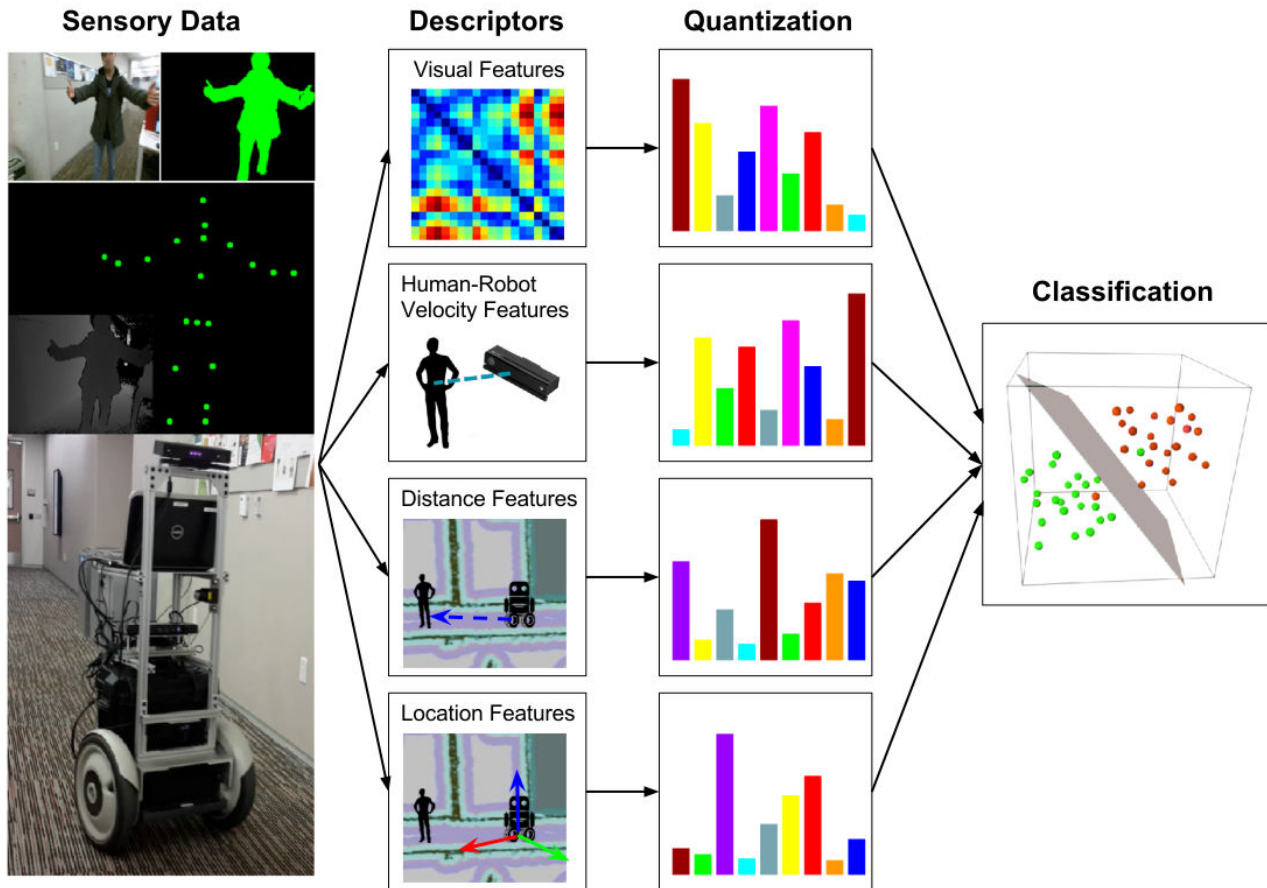 Sensory Data
Descriptors
Quantization
Visual Features
Human-Robot
Velocity Features
Classification
Distance Features
Location Features